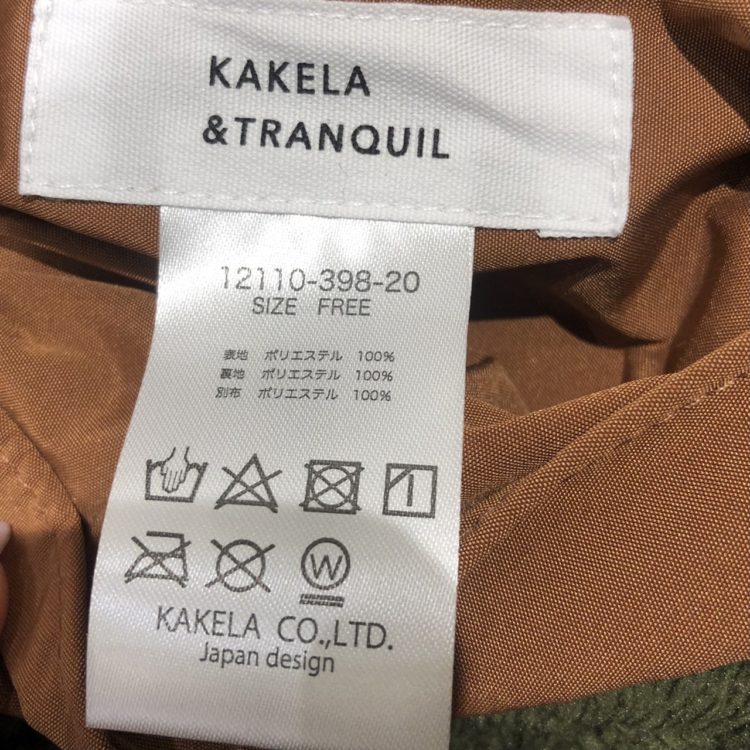 KAKELA
&TRANQUIL
12110-398-20
SIZE FREE
表地 ポリエステル 100%
裏地 ポリエステル 100%
別布 ポリエステル 100%
W
KAKELA CO.,LTD.
Japan design